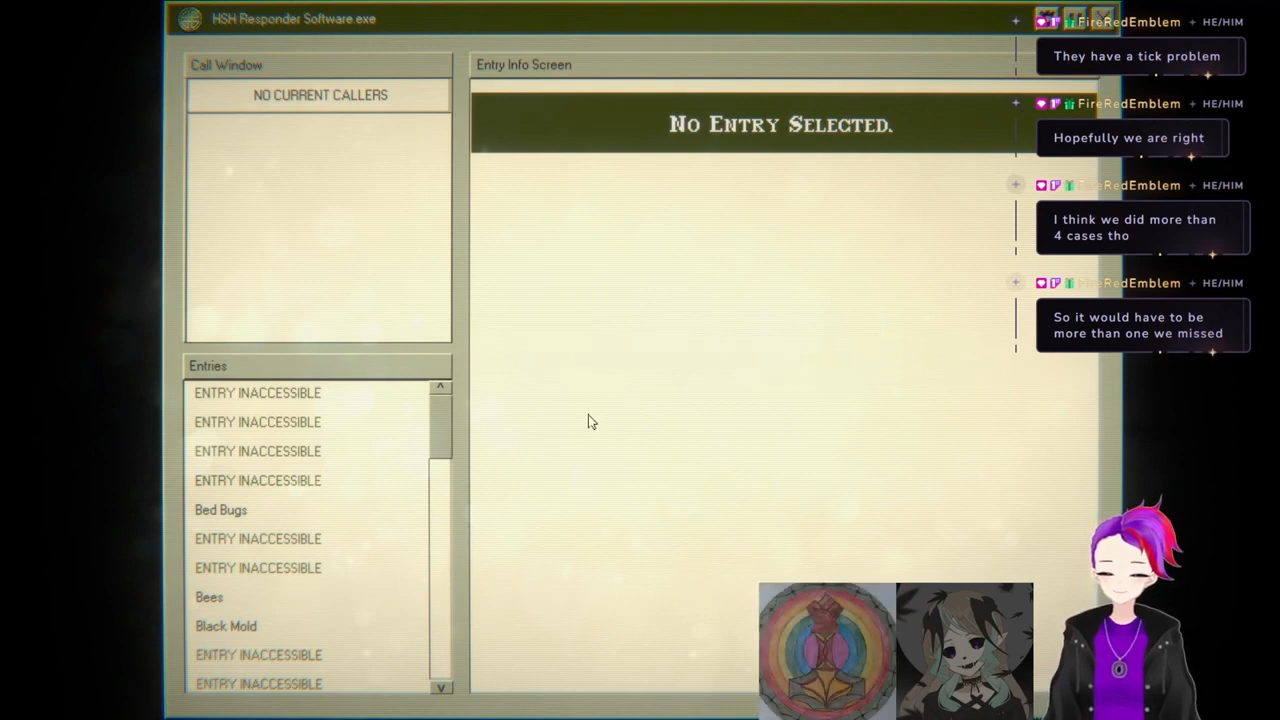 HSH Responder Software.exe
Call Window
NO CURRENT CALLERS
Entry Info Screen
No Entry Selected.
Entries
ENTRY INACCESSIBLE
ENTRY INACCESSIBLE
ENTRY INACCESSIBLE
ENTRY INACCESSIBLE
Bed Bugs
ENTRY INACCESSIBLE
ENTRY INACCESSIBLE
Bees
Black Mold
ENTRY INACCESSIBLE
ENTRY INACCESSIBLE
FireRedEmblem HE/HIM
They have a tick problem
FireRedEmblem HE/HIM
Hopefully we are right
FireRedEmblem HE/HIM
I think we did more than
4 cases tho
FireRedEmblem HE/HIM
So it would have to be
more than one we missed